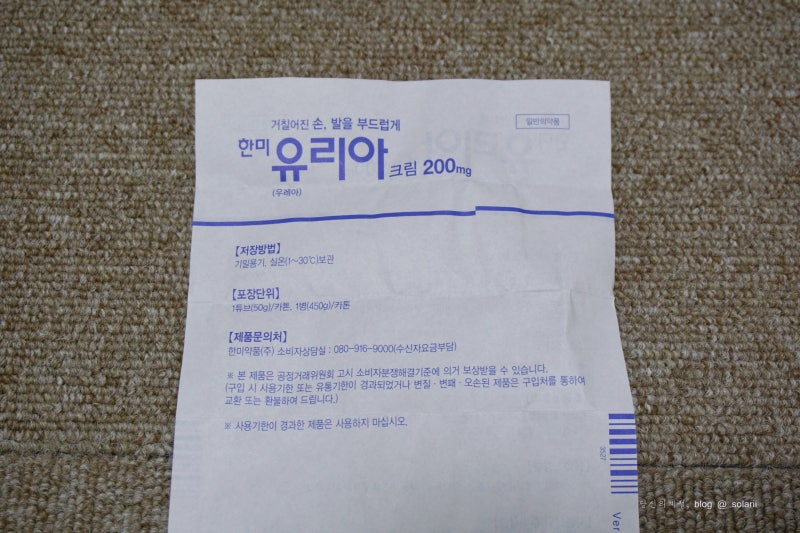 거칠어진 손, 발을 부드럽게
일반의약품
한미 유리아 크림 200mg
(우레아)
【저장방법】
기밀용기, 실온(1~30℃)보관
【포장단위】
1튜브(50g)/카톤, 1병(450g)/카톤
【제품문의처】
한미약품(주) 소비자상담실 : 080-916-9000(수신자요금부담)
※ 본 제품은 공정거래위원회 고시 소비자분쟁해결기준에 의거 보상받을 수 있습니다.
(구입 시 사용기한 또는 유통기한이 경과되었거나 변질·변패·오손된 제품은 구입처를 통하여
교환 또는 환불하여 드립니다.)
※ 사용기한이 경과한 제품은 사용하지 마십시오.
3527
Ver
blog @ solani